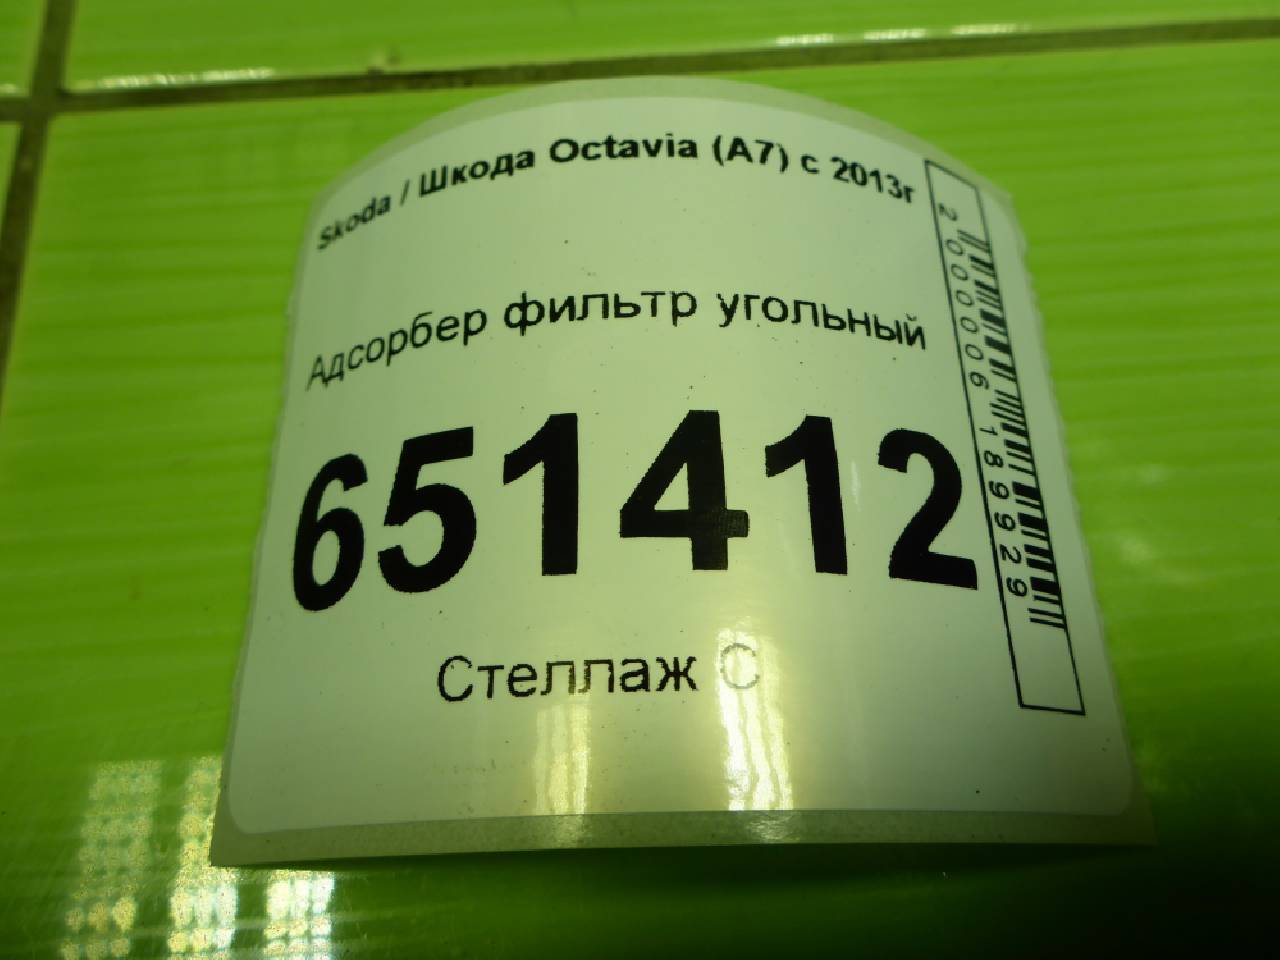 Skoda / Шкода Octavia (A7) с 2013г
Адсорбер фильтр угольный
651412
Стеллаж С
2000006189929